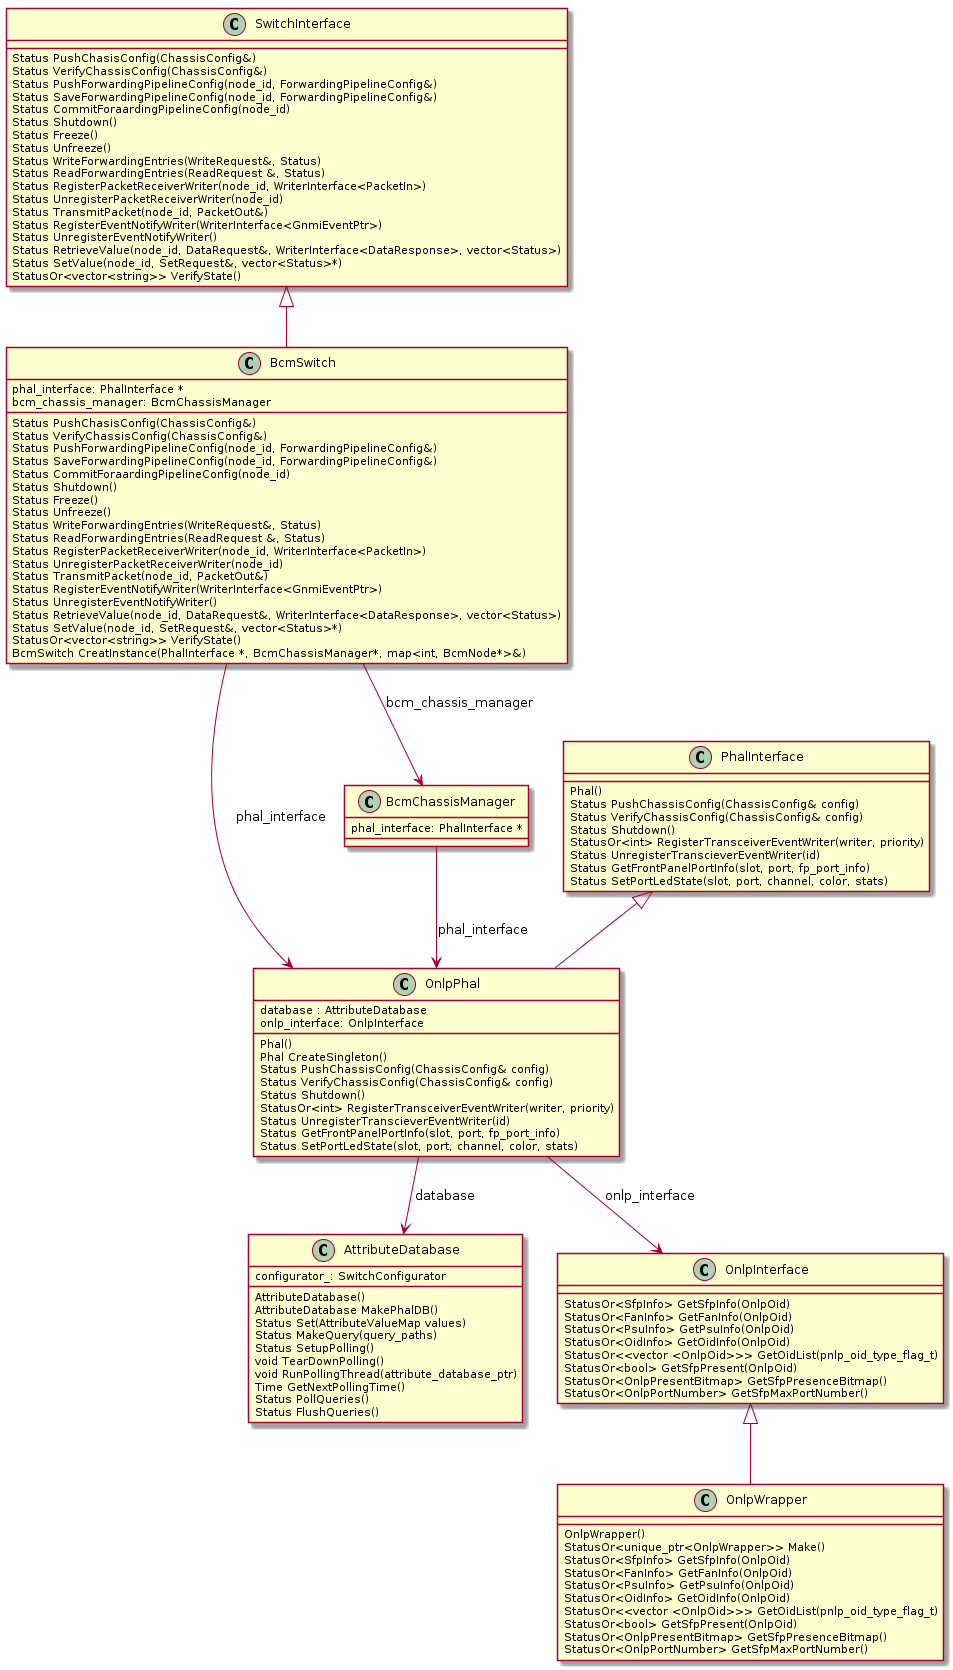 C SwitchInterface
Status PushChasisConfig(ChassisConfig&)
Status VerifyChassisConfig(ChassisConfig&)
Status PushForwardingPipelineConfig(node_id, ForwardingPipelineConfig&)
Status SaveForwardingPipelineConfig(node_id, ForwardingPipelineConfig&)
Status CommitForaardingPipelineConfig(node_id)
Status Shutdown()
Status Freeze()
Status Unfreeze()
Status WriteForwardingEntries(WriteRequest&, Status)
Status ReadForwardingEntries(ReadRequest &, Status)
Status RegisterPacketReceiverWriter(node_id, WriterInterface<PacketIn>)
Status UnregisterPacketReceiverWriter(node_id)
Status TransmitPacket(node_id, PacketOut&)
Status RegisterEventNotifyWriter(WriterInterface<GnmiEventPtr>)
Status UnregisterEventNotifyWriter()
Status RetrieveValue(node_id, DataRequest&, WriterInterface<DataResponse>, vector<Status>)
Status SetValue(node_id, SetRequest&, vector<Status>*)
StatusOr<vector<string>> VerifyState()
C BcmSwitch
phal_interface: PhalInterface *
bcm_chassis_manager: BcmChassisManager
Status PushChasisConfig(ChassisConfig&)
Status VerifyChassisConfig(ChassisConfig&)
Status PushForwardingPipelineConfig(node_id, ForwardingPipelineConfig&)
Status SaveForwardingPipelineConfig(node_id, ForwardingPipelineConfig&)
Status CommitForaardingPipelineConfig(node_id)
Status Shutdown()
Status Freeze()
Status Unfreeze()
Status WriteForwardingEntries(WriteRequest&, Status)
Status ReadForwardingEntries(ReadRequest &, Status)
Status RegisterPacketReceiverWriter(node_id, WriterInterface<PacketIn>)
Status UnregisterPacketReceiverWriter(node_id)
Status TransmitPacket(node_id, PacketOut&)
Status RegisterEventNotifyWriter(WriterInterface<GnmiEventPtr>)
Status UnregisterEventNotifyWriter()
Status RetrieveValue(node_id, DataRequest&, WriterInterface<DataResponse>, vector<Status>)
Status SetValue(node_id, SetRequest&, vector<Status>*)
StatusOr<vector<string>> VerifyState()
BcmSwitch CreatInstance(PhalInterface *, BcmChassisManager*, map<int, BcmNode*>&)
bcm_chassis_manager
phal_interface
C BcmChassisManager
phal_interface: PhalInterface *
C PhalInterface
Phal()
Status PushChassisConfig(ChassisConfig& config)
Status VerifyChassisConfig(ChassisConfig& config)
Status Shutdown()
StatusOr<int> RegisterTransceiverEventWriter(writer, priority)
Status UnregisterTranscieverEventWriter(id)
Status GetFrontPanelPortInfo(slot, port, fp_port_info)
Status SetPortLedState(slot, port, channel, color, stats)
phal_interface
C OnlpPhal
database : AttributeDatabase
onlp_interface: OnlpInterface
Phal()
Phal CreateSingleton()
Status PushChassisConfig(ChassisConfig& config)
Status VerifyChassisConfig(ChassisConfig& config)
Status Shutdown()
StatusOr<int> RegisterTransceiverEventWriter(writer, priority)
Status UnregisterTranscieverEventWriter(id)
Status GetFrontPanelPortInfo(slot, port, fp_port_info)
Status SetPortLedState(slot, port, channel, color, stats)
database
onlp_interface
C AttributeDatabase
configurator_: SwitchConfigurator
AttributeDatabase()
AttributeDatabase MakePhalDB()
Status Set(AttributeValueMap values)
Status MakeQuery(query_paths)
Status SetupPolling()
void TearDownPolling()
void RunPollingThread(attribute_database_ptr)
Time GetNextPollingTime()
Status PollQueries()
Status FlushQueries()
C OnlpInterface
StatusOr<SfpInfo> GetSfpInfo(OnlpOid)
StatusOr<FanInfo> GetFanInfo(OnlpOid)
StatusOr<PsuInfo> GetPsuInfo(OnlpOid)
StatusOr<OidInfo> GetOidInfo(OnlpOid)
StatusOr<<vector <OnlpOid>>> GetOidList(pnlp_oid_type_flag_t)
StatusOr<bool> GetSfpPresent(OnlpOid)
StatusOr<OnlpPresentBitmap> GetSfpPresenceBitmap()
StatusOr<OnlpPortNumber> GetSfpMaxPortNumber()
C OnlpWrapper
OnlpWrapper()
StatusOr<unique_ptr<OnlpWrapper>> Make()
StatusOr<SfpInfo> GetSfpInfo(OnlpOid)
StatusOr<FanInfo> GetFanInfo(OnlpOid)
StatusOr<PsuInfo> GetPsuInfo(OnlpOid)
StatusOr<OidInfo> GetOidInfo(OnlpOid)
StatusOr<<vector <OnlpOid>>> GetOidList(pnlp_oid_type_flag_t)
StatusOr<bool> GetSfpPresent(OnlpOid)
StatusOr<OnlpPresentBitmap> GetSfpPresenceBitmap()
StatusOr<OnlpPortNumber> GetSfpMaxPortNumber()